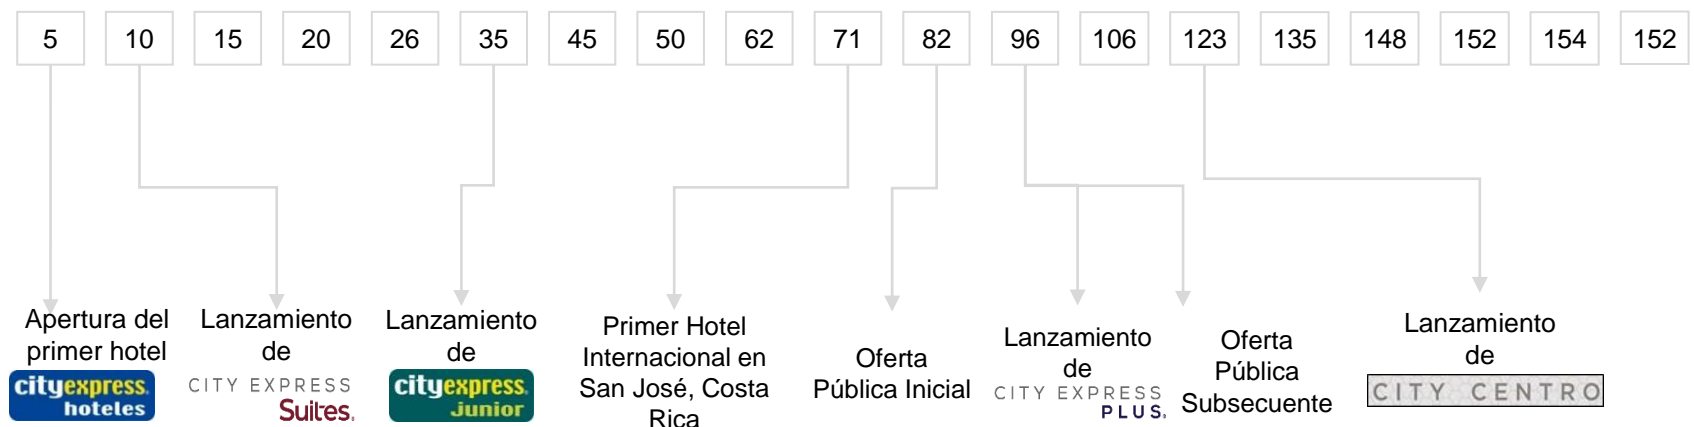 5 10 15 20 26 35 45 50 62 71 82 96 106 123 135 148 152 154 152
Apertura del
primer hotel
cityexpress.
hoteles
Lanzamiento
de
CITY EXPRESS
Suites.
Lanzamiento
de
cityexpress.
Junior
Primer Hotel
Internacional en
San José, Costa
Rica
Oferta
Pública Inicial
Lanzamiento
de
CITY EXPRESS
PLUS.
Oferta
Pública
Subsecuente
Lanzamiento
de
CITY CENTRO